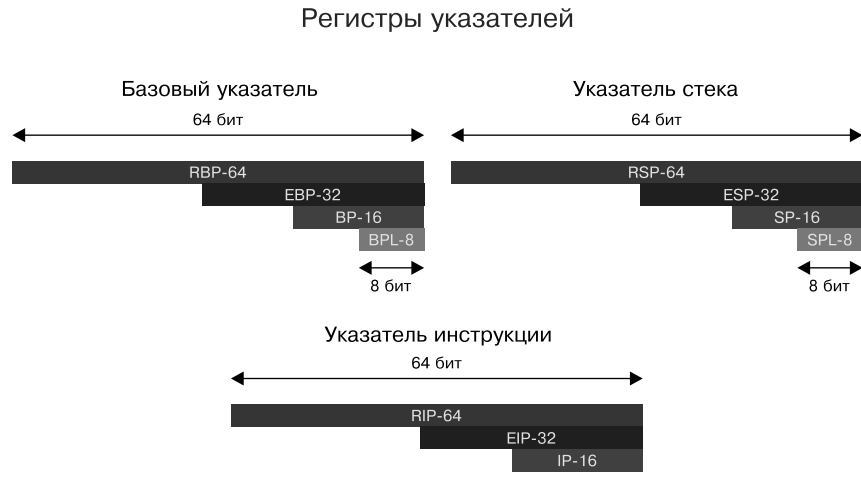 Регистры указателей
Базовый указатель
64 бит
RBP-64
EBP-32
BP-16
BPL-8
8 бит
Указатель стека
64 бит
RSP-64
ESP-32
SP-16
SPL-8
8 бит
Указатель инструкции
64 бит
RIP-64
EIP-32
IP-16